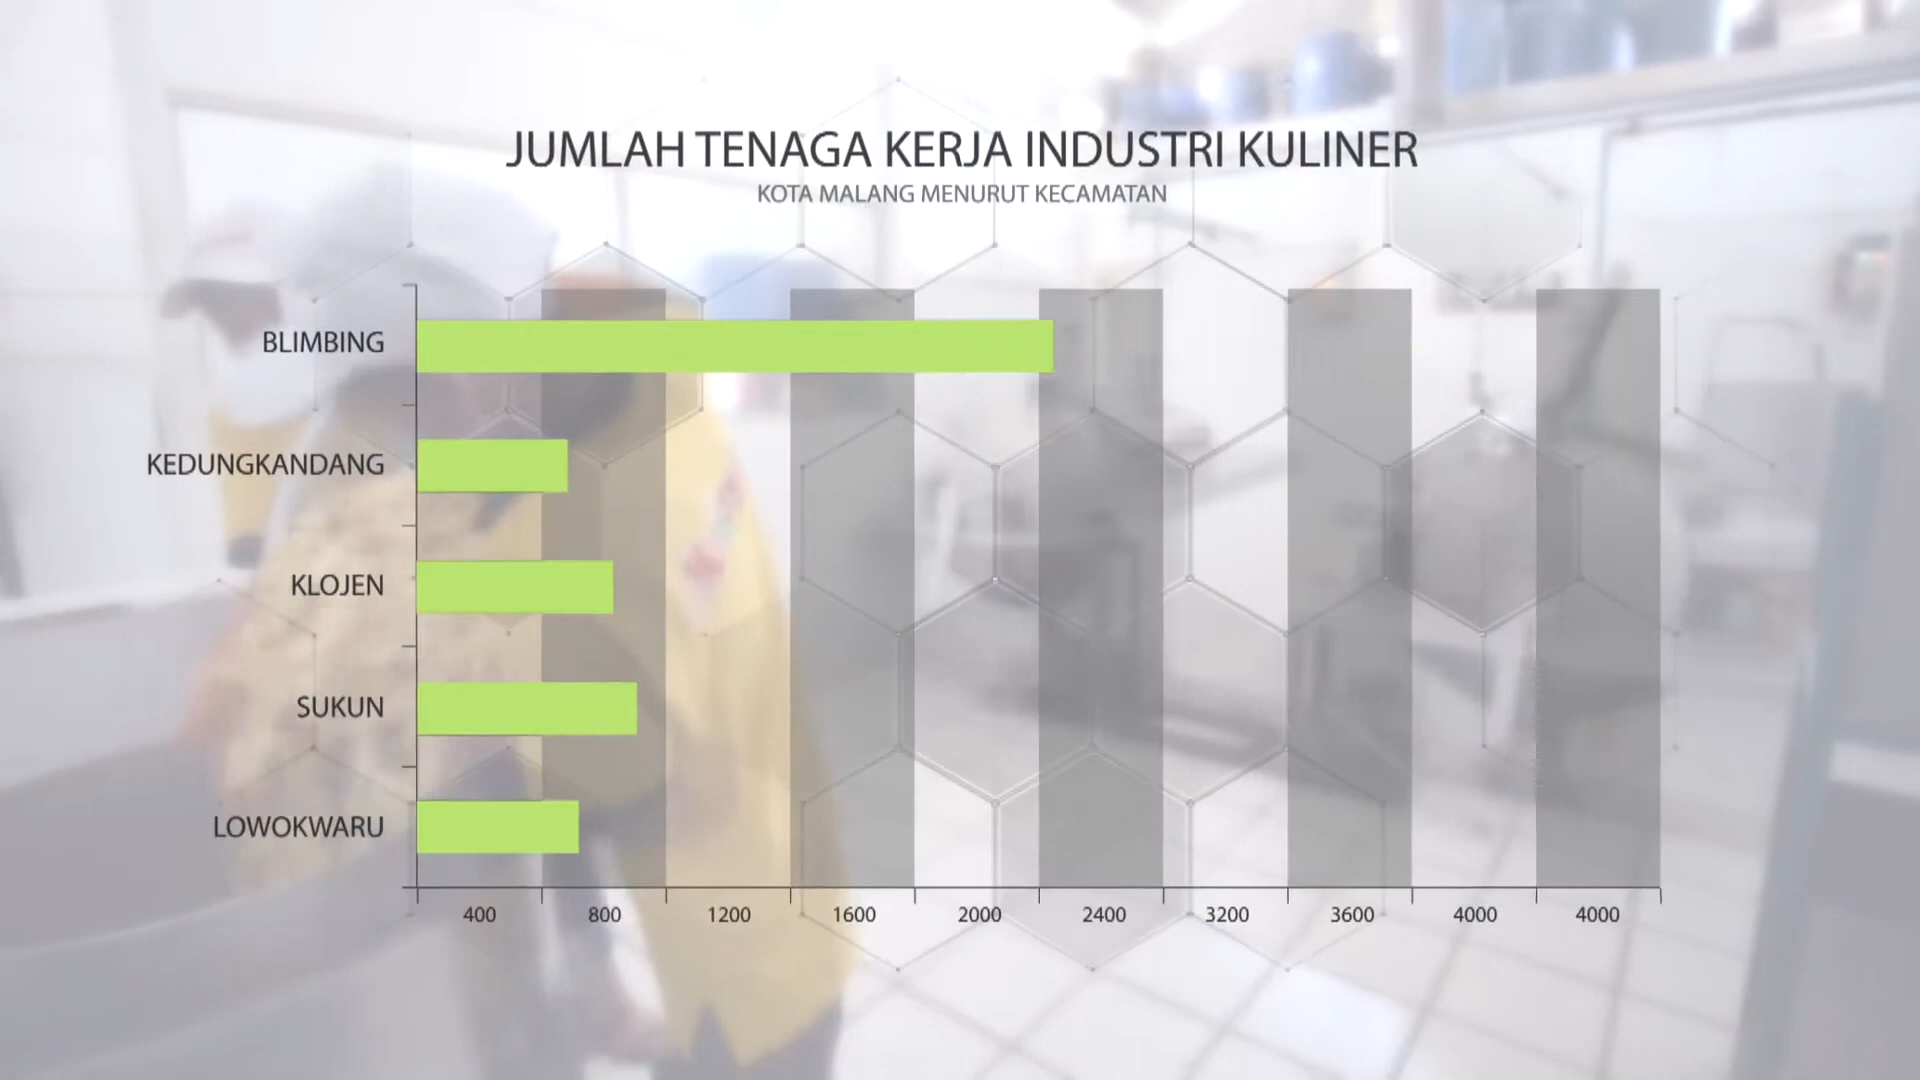 JUMLAH TENAGA KERJA INDUSTRI KULINER
KOTA MALANG MENURUT KECAMATAN
BLIMBING
KEDUNGKANDANG
KLOJEN
SUKUN
LOWOKWARU
400 800 1200 1600 2000 2400 3200 3600 4000 4000